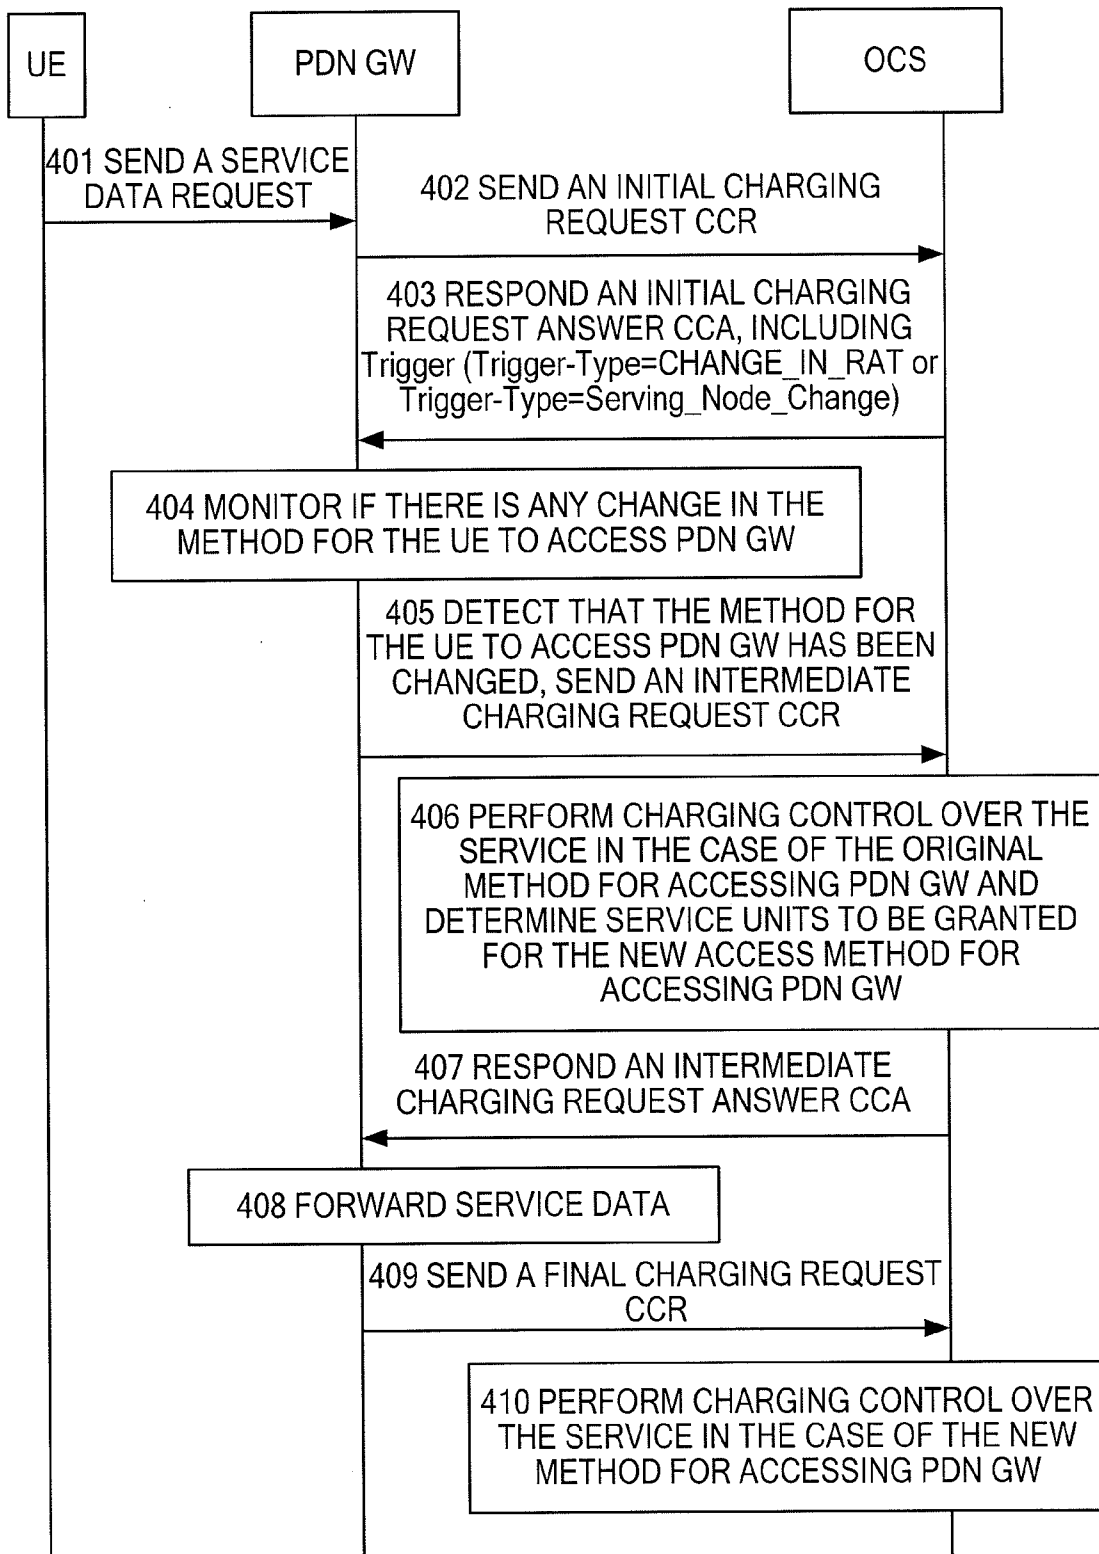 UE
PDN GW
OCS
401 SEND A SERVICE
DATA REQUEST
402 SEND AN INITIAL CHARGING
REQUEST CCR
403 RESPOND AN INITIAL CHARGING
REQUEST ANSWER CCA, INCLUDING
Trigger (Trigger-Type=CHANGE_IN_RAT or
Trigger-Type=Serving_Node_Change)
404 MONITOR IF THERE IS ANY CHANGE IN THE
METHOD FOR THE UE TO ACCESS PDN GW
405 DETECT THAT THE METHOD FOR
THE UE TO ACCESS PDN GW HAS BEEN
CHANGED, SEND AN INTERMEDIATE
CHARGING REQUEST CCR
406 PERFORM CHARGING CONTROL OVER THE
SERVICE IN THE CASE OF THE ORIGINAL
METHOD FOR ACCESSING PDN GW AND
DETERMINE SERVICE UNITS TO BE GRANTED
FOR THE NEW ACCESS METHOD FOR
ACCESSING PDN GW
407 RESPOND AN INTERMEDIATE
CHARGING REQUEST ANSWER CCA
408 FORWARD SERVICE DATA
409 SEND A FINAL CHARGING REQUEST
CCR
410 PERFORM CHARGING CONTROL OVER
THE SERVICE IN THE CASE OF THE NEW
METHOD FOR ACCESSING PDN GW